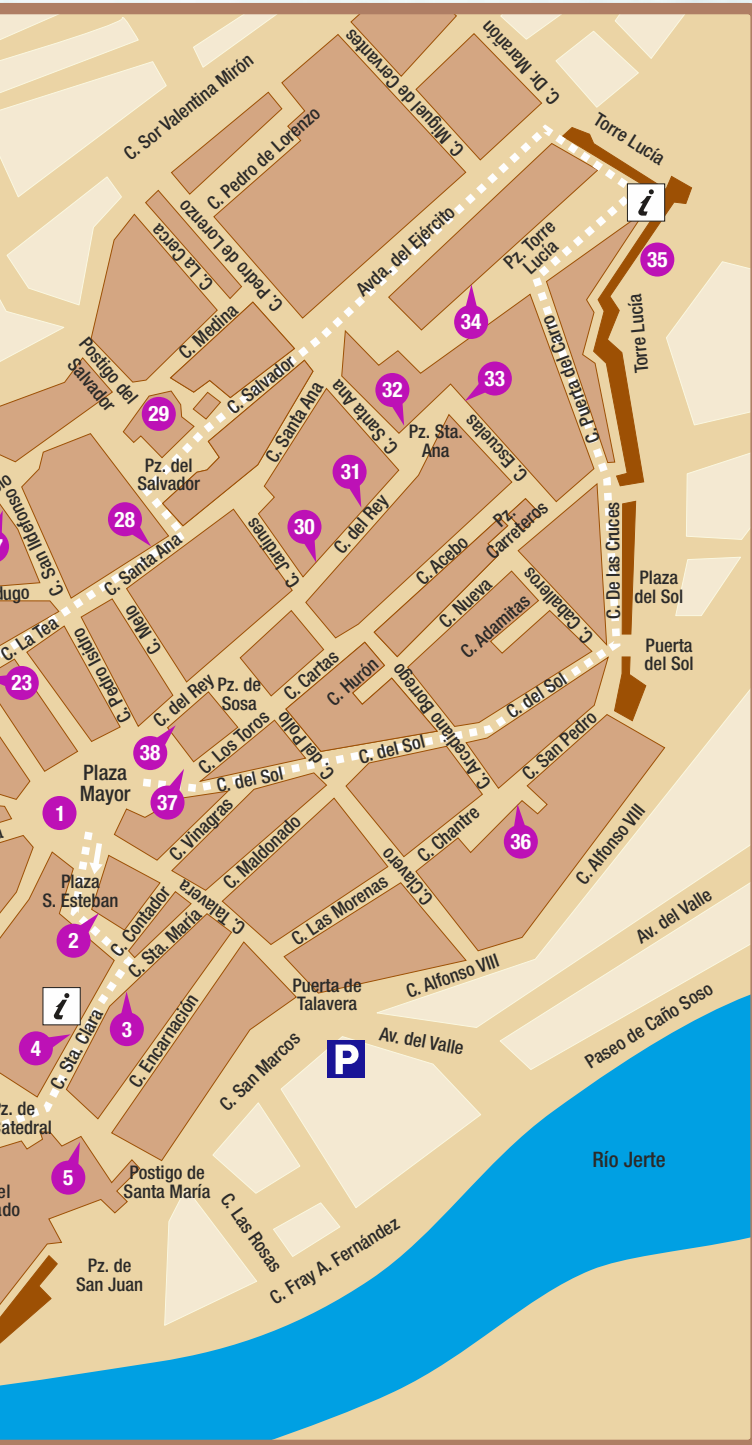 C. Sor Valentina Mirón
C. Miguel de Cervantes
C. Dr. Marañón
C. Pedro de Lorenzo
Torre Lucía
i
35
C. La Cerca
C. Pedro de Lorenzo
C. Pedro de
Avda. del Ejército
Pz. Torre
Lucía
34
Torre Lucía
C. Medina
Postigo del
Salvador
29
C. Salvador
C. Puerta del Carro
32
33
C. Santa Ana
C. Santa Ana
Pz. Sta.
Ana
C. Escuelas
Pz. del
Salvador
31
28
30
C. del Rey
C. San Ildefonso
C. Santa Ana
C. Jardines
Pz.
Carreteros
C. Acebo
C. De las Cruces
Plaza
del Sol
C. Nueva
C. Adamitas
C. Caballeros
Puerta
del Sol
C. La Tea
C. Melo
C. Pedro Isidro
23
C. Cartas
C. Hurón
C. Arcediano Borrego
C. del Rey
Pz. de
Sosa
C. del Sol
38
C. Los Toros
C. del Pollo
C. del Sol
C. San Pedro
Plaza
Mayor
37
C. del Sol
1
C. Vinagras
C. Maldonado
C. Chantre
36
C. Alfonso VIII
Plaza
S. Esteban
2
C. Contador
C. Talavera
C. Sta. María
C. Las Morenas
C.Clavero
Av. del Valle
i
C. Alfonso VIII
Puerta de
Talavera
4
C. Sta. Clara
3
C. Encarnación
C. San Marcos
P
Av. del Valle
Paseo de Caño Soso
5
Postigo de
Santa María
Río Jerte
C. Las Rosas
C. Fray A. Fernández
Pz. de
San Juan